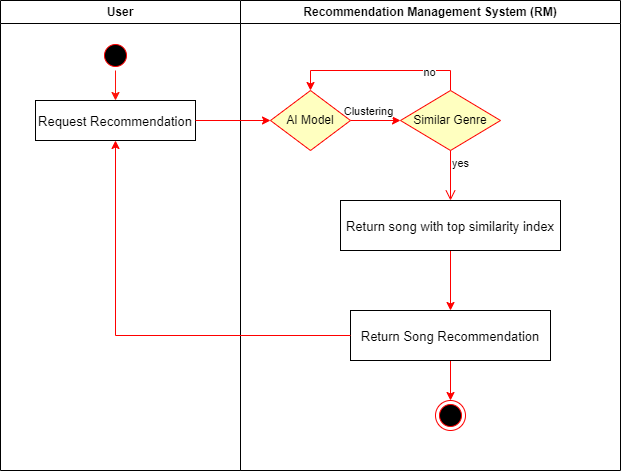 User
Recommendation Management System (RM)
no
Request Recommendation
AI Model
Clustering
Similar Genre
yes
Return song with top similarity index
Return Song Recommendation